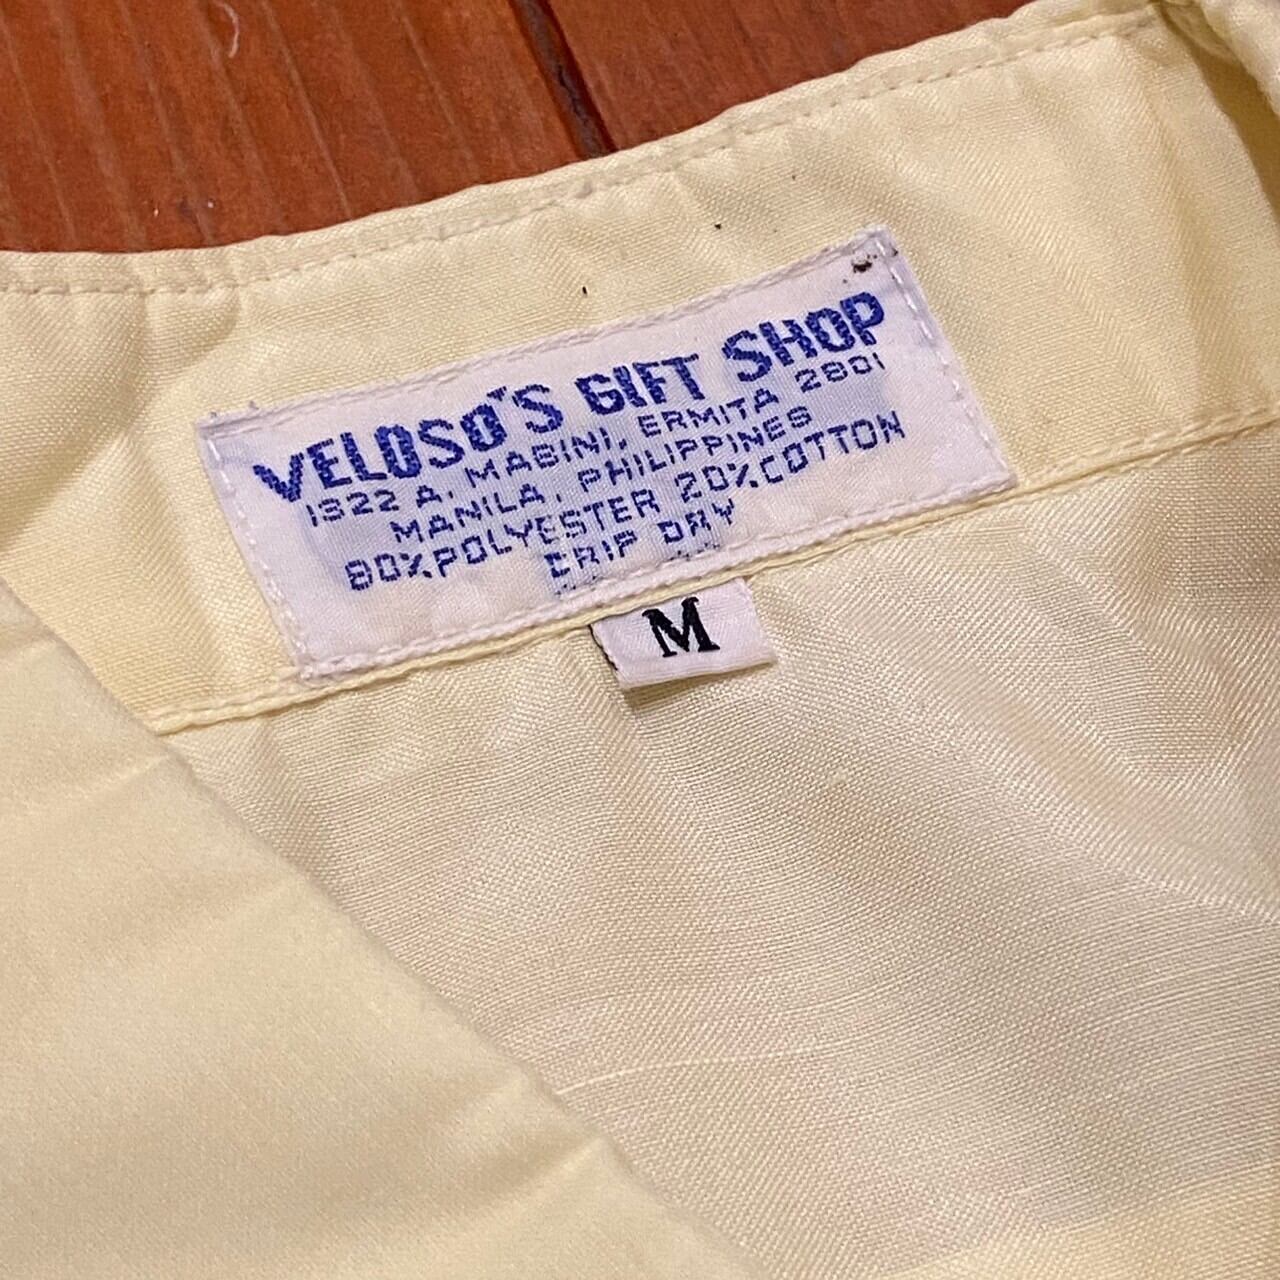 VELOSO'S GIFT SHOP
1322 A. MABINI, ERMITA 2801
MANILA, PHILIPPINES
80% POLYESTER 20% COTTON
DRIP DRY
M